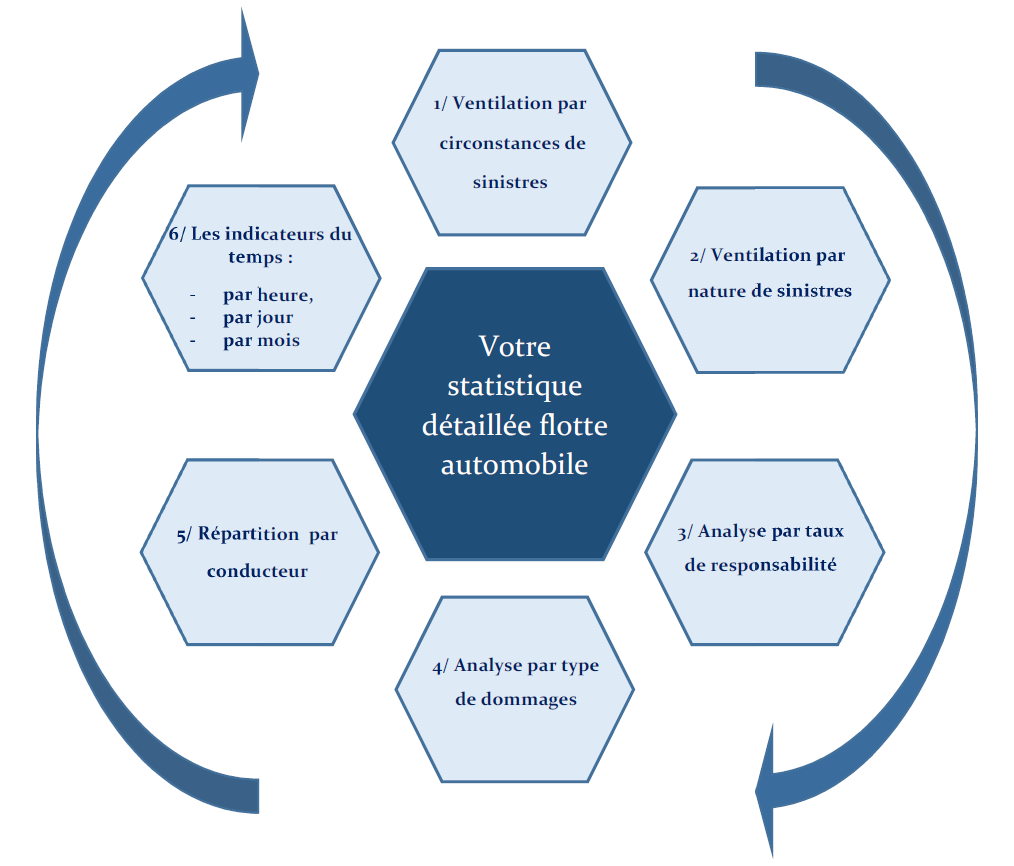 1/ Ventilation par
circonstances de
sinistres
2/ Ventilation par
nature de sinistres
3/ Analyse par taux
de responsabilité
4/ Analyse par type
de dommages
5/ Répartition par
conducteur
6/ Les indicateurs du
temps :
- par heure,
- par jour
- par mois
Votre
statistique
détaillée flotte
automobile